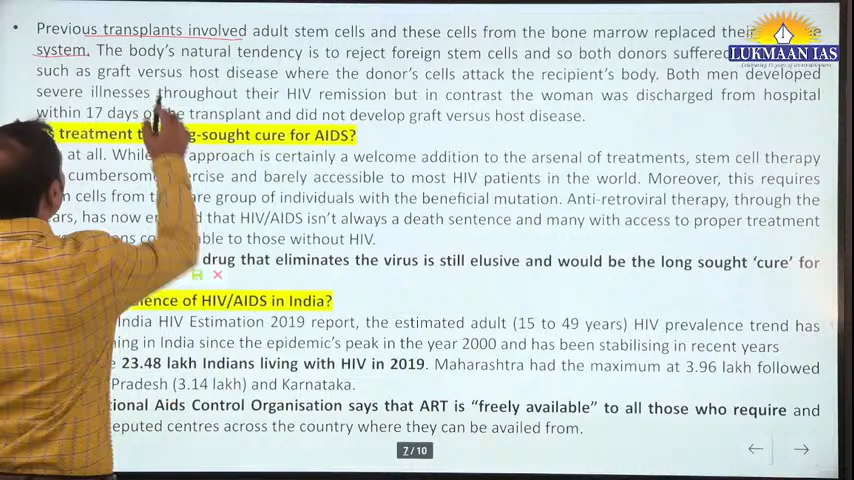 • Previous transplants involved adult stem cells and these cells from the bone marrow replaced their
system. The body's natural tendency is to reject foreign stem cells and so both donors suffered
LUKMAAN IAS
such as graft versus host disease where the donor's cells attack the recipient's body. Both men developed
severe illnesses throughout their HIV remission but in contrast the woman was discharged from hospital
within 17 days of the transplant and did not develop graft versus host disease.
s treatment g-sought cure for AIDS?
at all. While approach is certainly a welcome addition to the arsenal of treatments, stem cell therapy
cumbersome ercise and barely accessible to most HIV patients in the world. Moreover, this requires
cells from t are group of individuals with the beneficial mutation. Anti-retroviral therapy, through the
ars, has now en d that HIV/AIDS isn't always a death sentence and many with access to proper treatment
able to those without HIV.
drug that eliminates the virus is still elusive and would be the long sought 'cure' for
lence of HIV/AIDS in India?
India HIV Estimation 2019 report, the estimated adult (15 to 49 years) HIV prevalence trend has
ning in India since the epidemic's peak in the year 2000 and has been stabilising in recent years
23.48 lakh Indians living with HIV in 2019. Maharashtra had the maximum at 3.96 lakh followed
Pradesh (3.14 lakh) and Karnataka.
ional Aids Control Organisation says that ART is "freely available" to all those who require and
eputed centres across the country where they can be availed from.
7/10